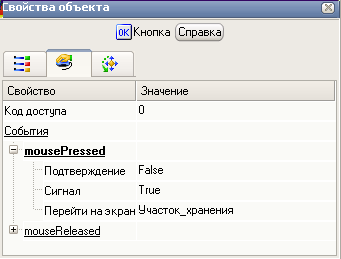 Свойства объекта
OK Кнопка Справка
Свойство Значение
Код доступа 0
События
mousePressed
Подтверждение False
Сигнал True
Перейти на экран Участок_хранения
mouseReleased